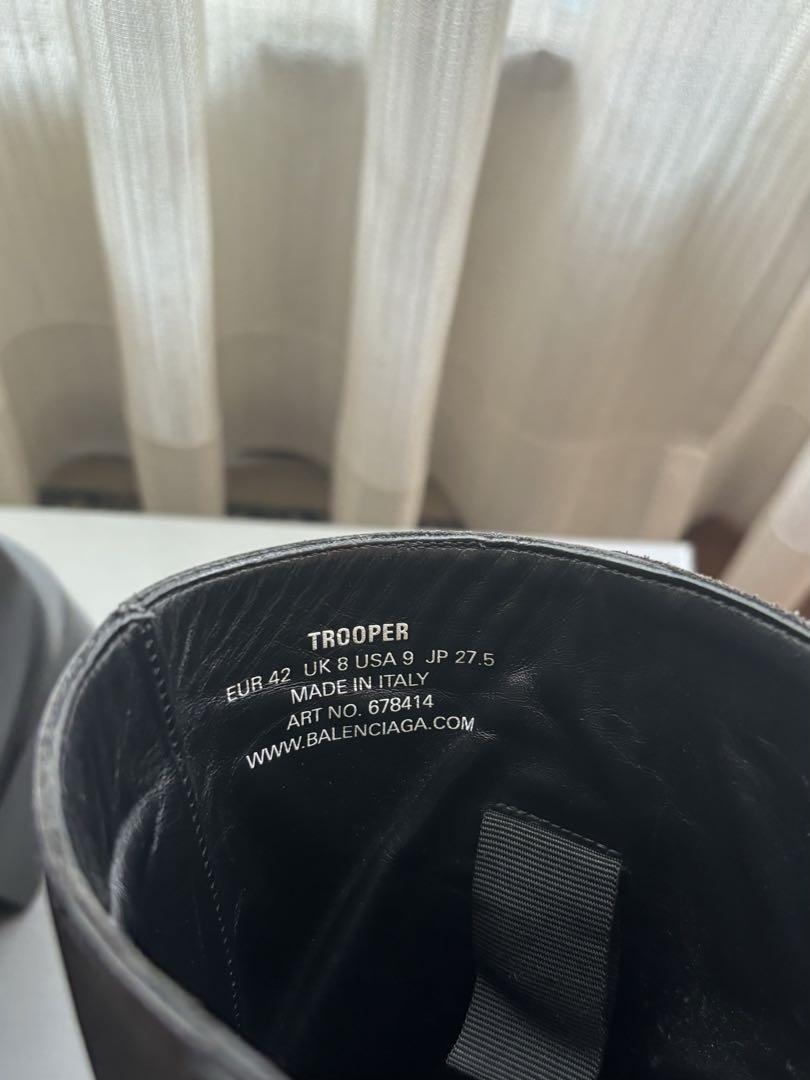 TROOPER
EUR 42 UK 8 USA 9 JP 27.5
MADE IN ITALY
ART NO. 678414
WWW.BALENCIAGA.COM